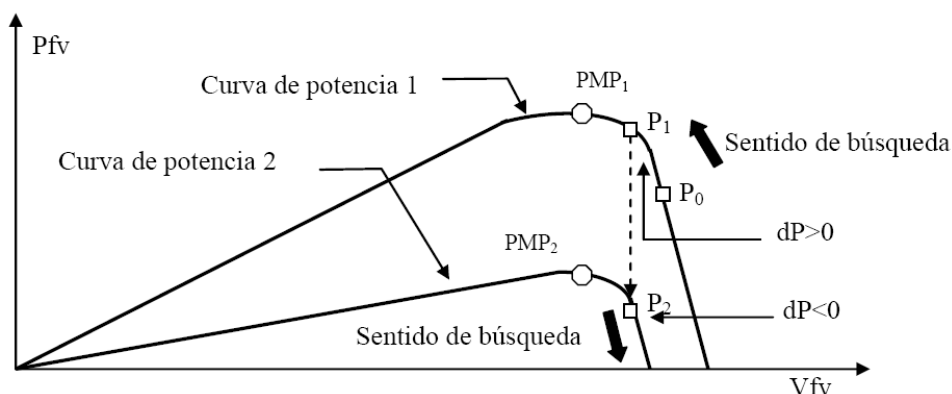 Pfv
Curva de potencia 1
PMP₁
P₁
Sentido de búsqueda
Curva de potencia 2
P₀
dP>0
PMP₂
P₂
dP<0
Sentido de búsqueda
Vfv